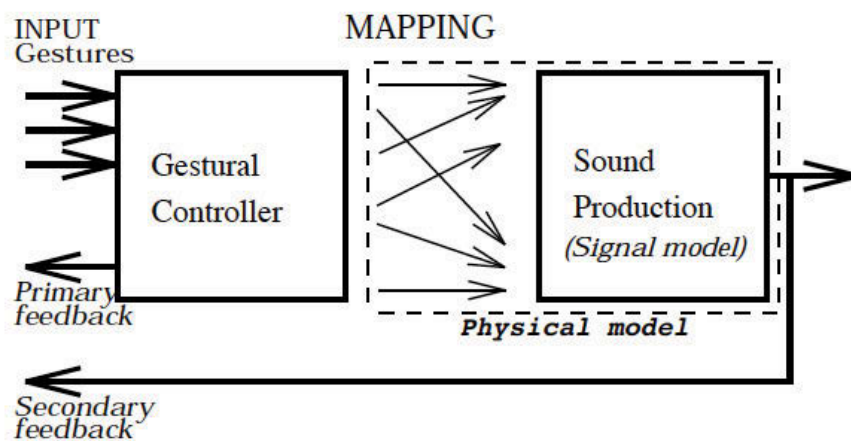 INPUT
Gestures
MAPPING
Gestural
Controller
Sound
Production
(Signal model)
Primary
feedback
Physical model
Secondary
feedback